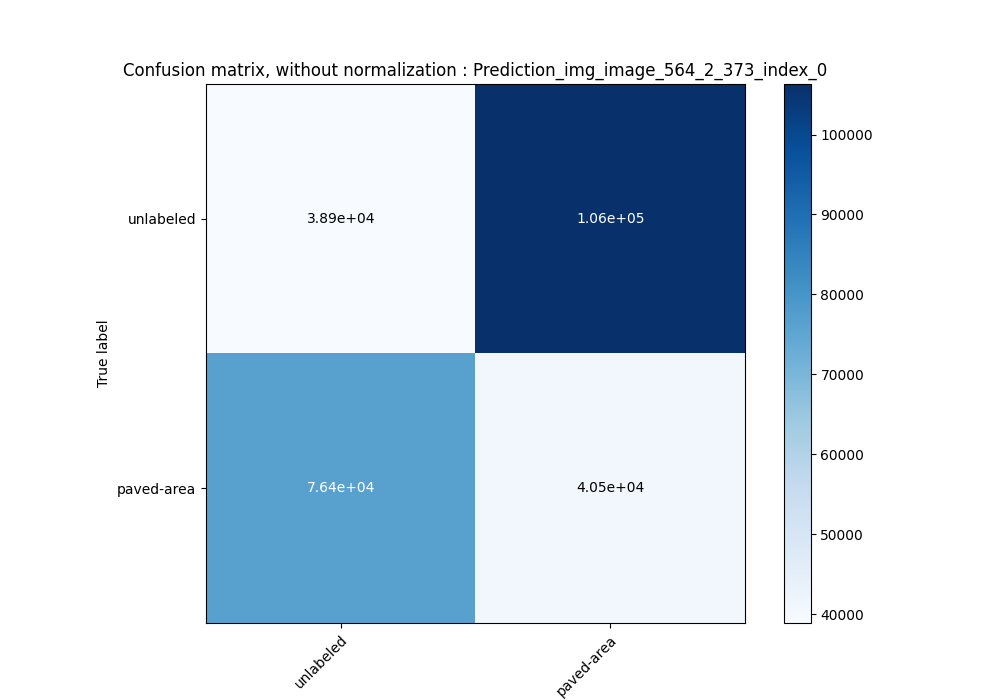 Confusion matrix, without normalization : Prediction_img_image_564_2_373_index_0
100000
90000
80000
70000
60000
50000
40000
True label
unlabeled
3.89e+04
1.06e+05
paved-area
7.64e+04
4.05e+04
unlabeled
paved-area